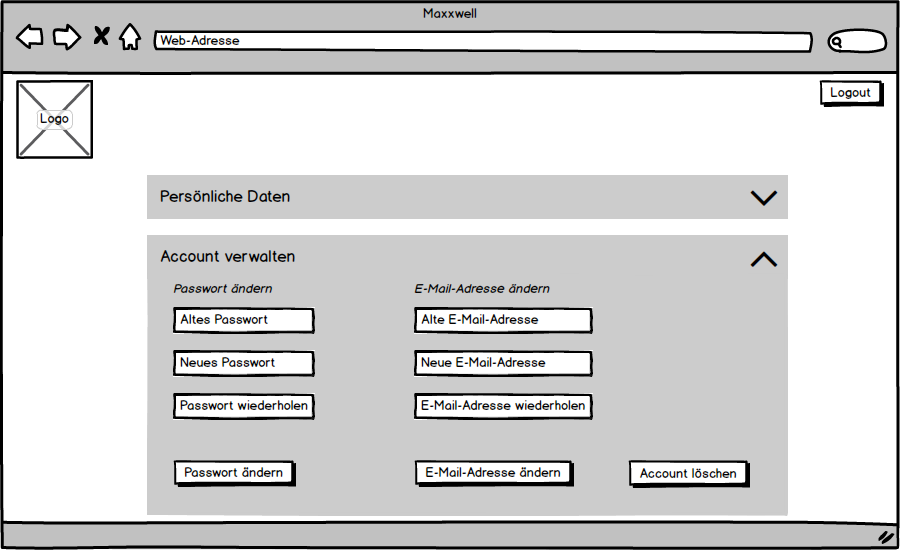 Maxxwell
Web-Adresse
Logo
Logout
Persönliche Daten
Account verwalten
Passwort ändern
E-Mail-Adresse ändern
Altes Passwort
Alte E-Mail-Adresse
Neues Passwort
Neue E-Mail-Adresse
Passwort wiederholen
E-Mail-Adresse wiederholen
Passwort ändern
E-Mail-Adresse ändern
Account löschen